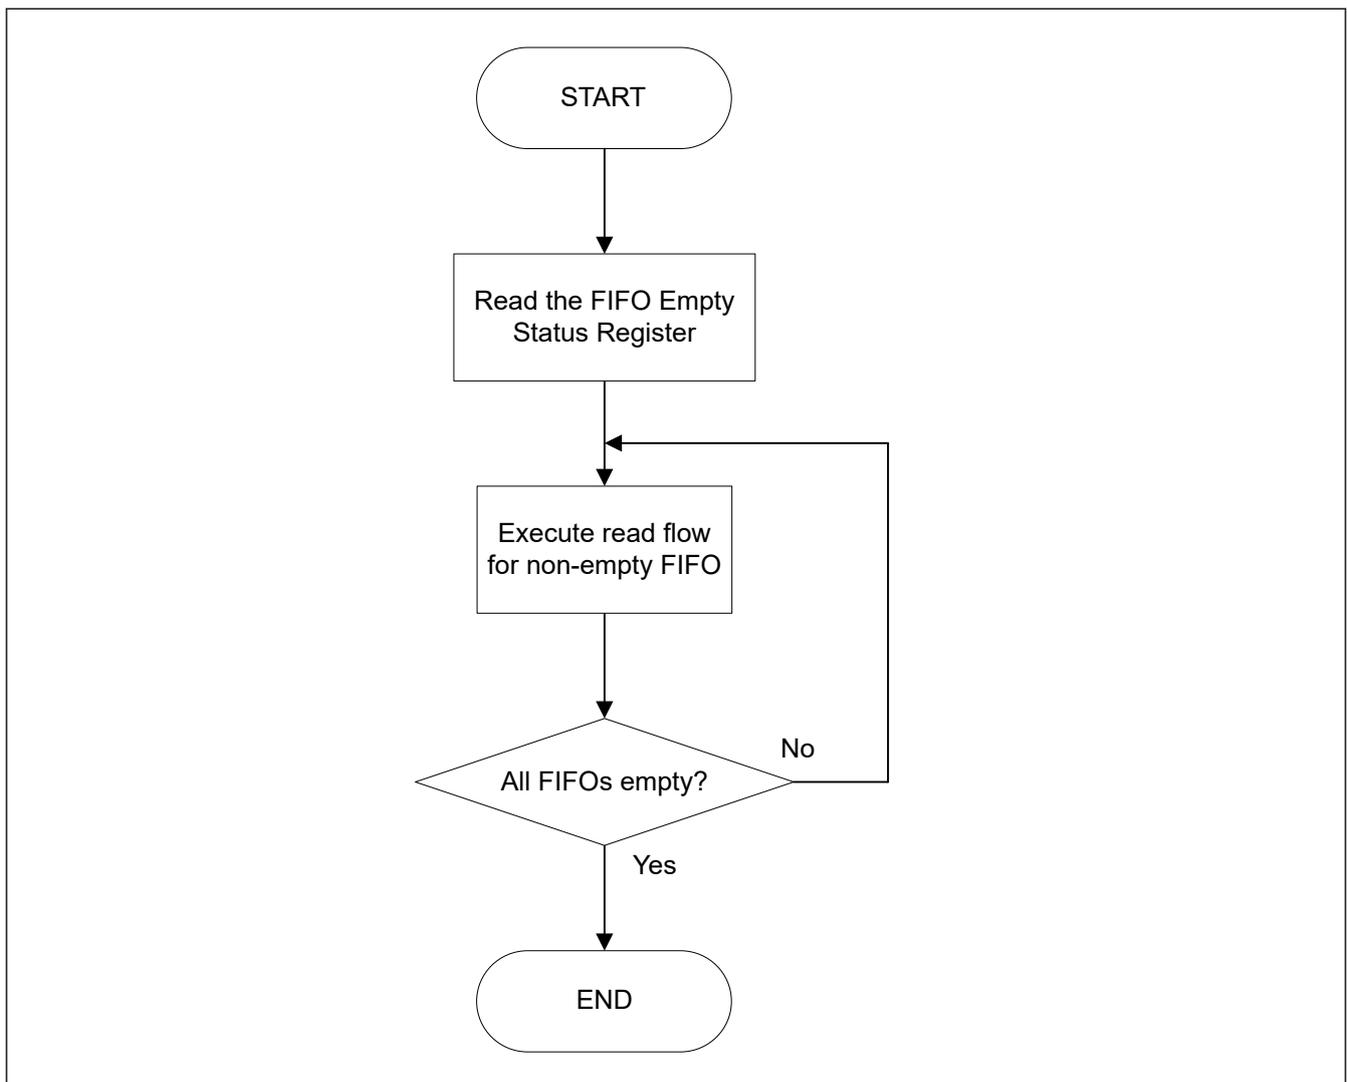 START
Read the FIFO Empty
Status Register
Execute read flow
for non-empty FIFO
No
All FIFOs empty?
Yes
END